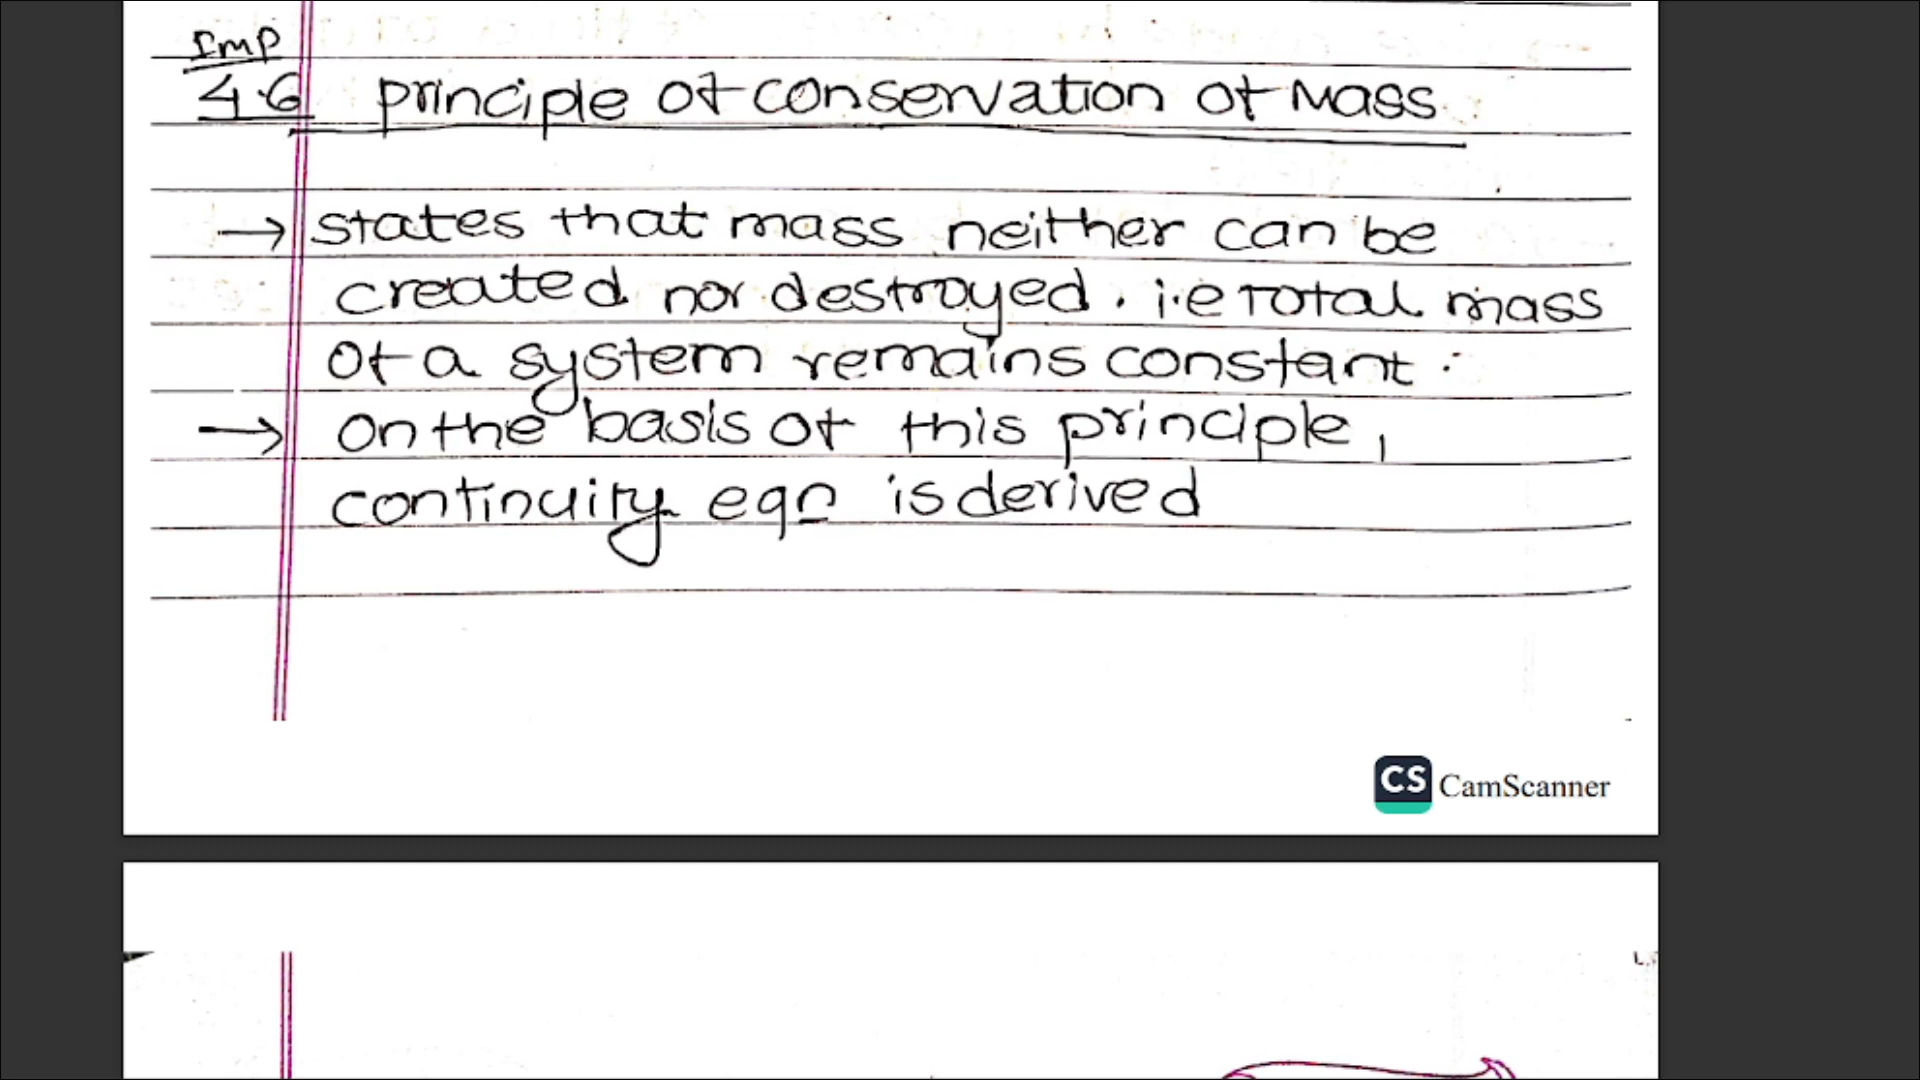 Imp
4.6 principle of conservation of Mass
→ states that mass neither can be
created nor destroyed. i.e Total mass
of a system remains constant.
→ On the basis of this principle,
continuity eqn is derived
CS CamScanner